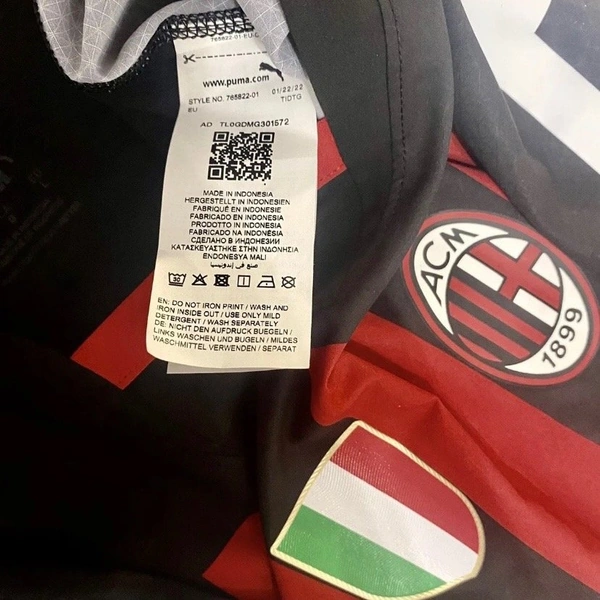 765822-01 EU-
www.puma.com
STYLE NO. 765822-01 01/22/22
EU TIDTG
AD TL0GDMG301572
MADE IN INDONESIA
HERGESTELLT IN INDONESIEN
FABRIQUÉ EN INDONESIE
FABRICADO EN INDONESIA
PRODOTTO IN INDONESIA
FABRICADO NA INDONÉSIA
СДЕЛАНО В ИНДОНЕЗИИ
ΚΑΤΑΣΚΕΥΑΣΤΗΚΕ ΣΤΗΝ ΙΝΔΟΝΗΣΙΑ
ENDONESYA MALI
صنع في إندونيسيا
30
EN: DO NOT IRON PRINT / WASH AND
IRON INSIDE OUT / USE ONLY MILD
DETERGENT / WASH SEPARATELY
DE: NICHT DEN AUFDRUCK BUEGELN /
LINKS WASCHEN UND BUGELN / MILDES
WASCHMITTEL VERWENDEN / SEPARAT
ACM
1899